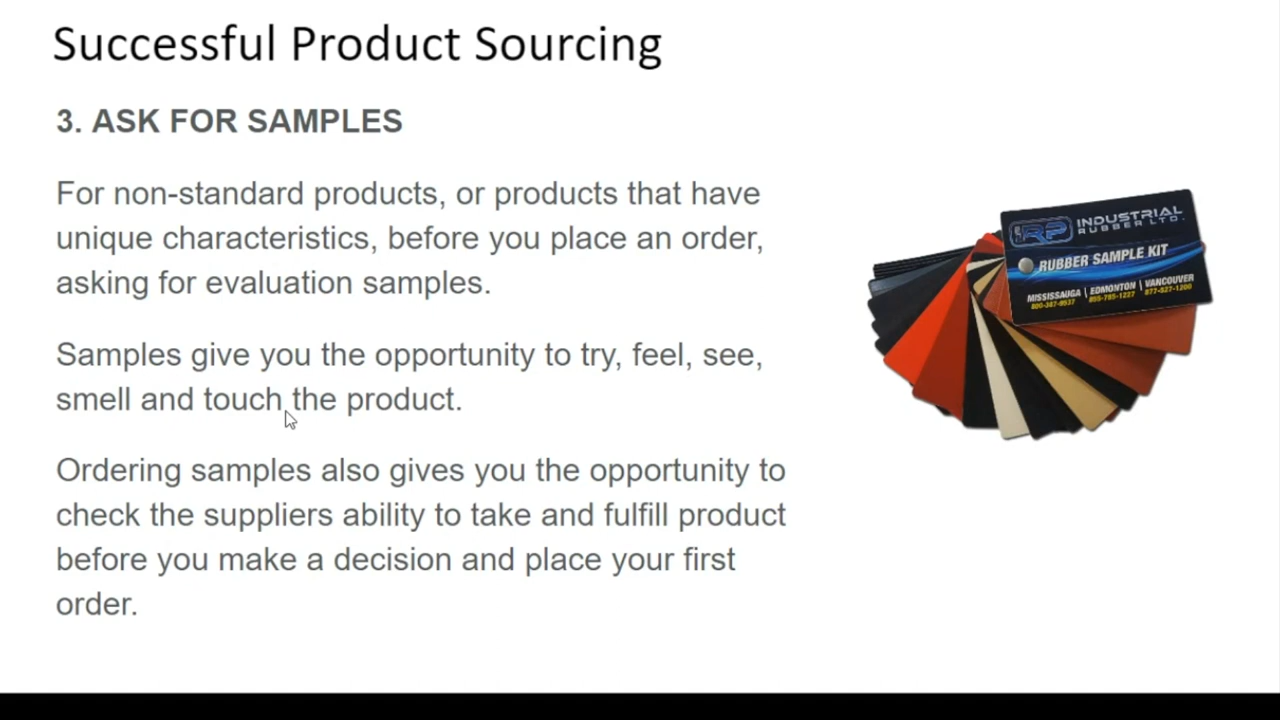 Successful Product Sourcing
3. ASK FOR SAMPLES
For non-standard products, or products that have
unique characteristics, before you place an order,
asking for evaluation samples.
Samples give you the opportunity to try, feel, see,
smell and touch the product.
Ordering samples also gives you the opportunity to
check the suppliers ability to take and fulfill product
before you make a decision and place your first
order.
INDUSTRIAL
RUBBER LTD.
RUBBER SAMPLE KIT
MISSISSAUGA | EDMONTON | VANCOUVER